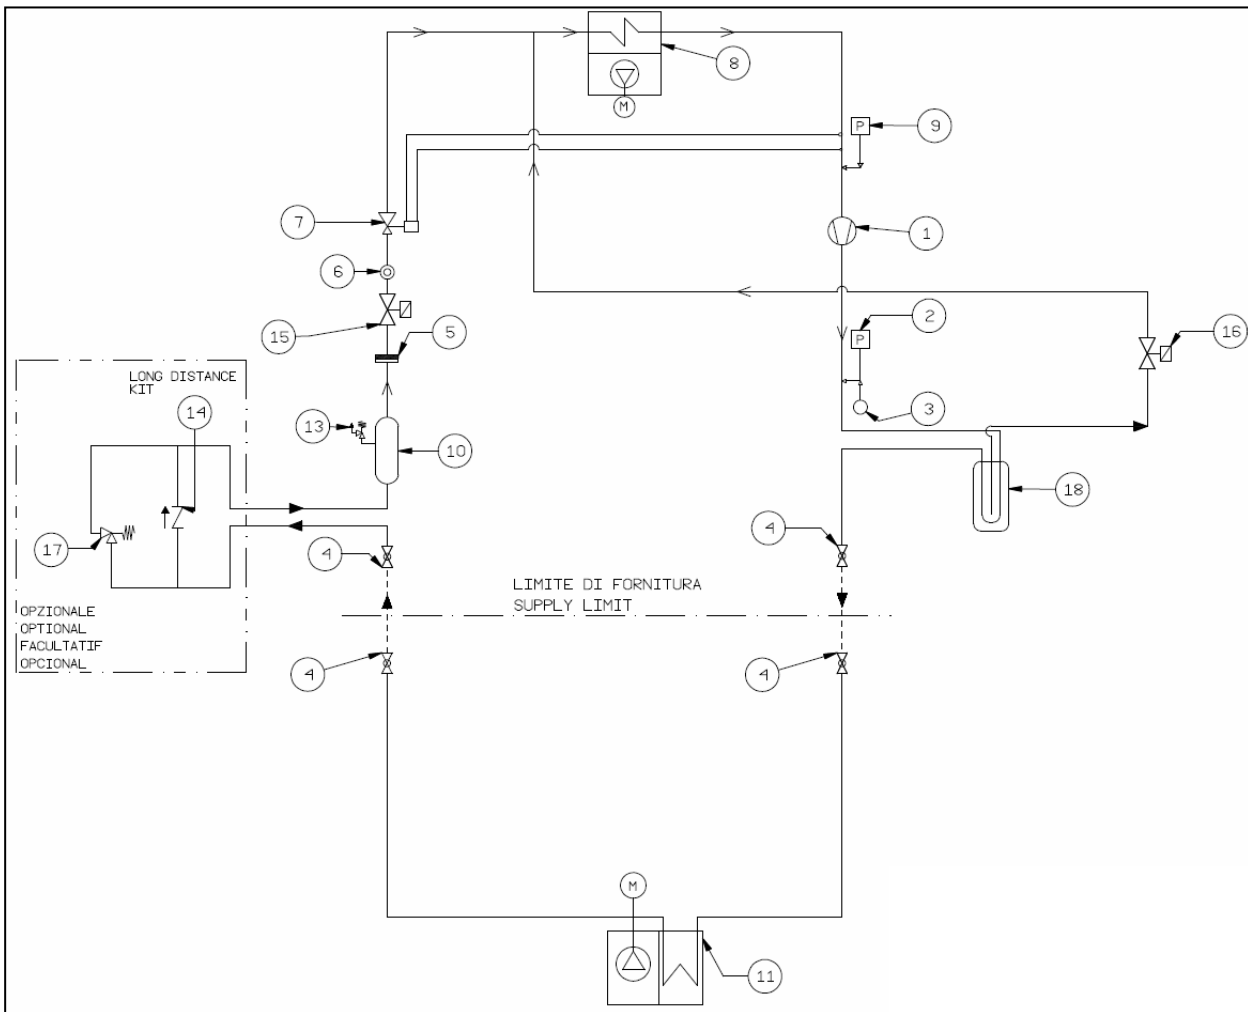 8
M
P
9
7
1
6
2
15
5
P
16
LONG DISTANCE
KIT
14
3
13
10
18
17
4
4
LIMITE DI FORNITURA
SUPPLY LIMIT
OPZIONALE
OPTIONAL
FACULTATIF
OPCIONAL
4
4
M
11